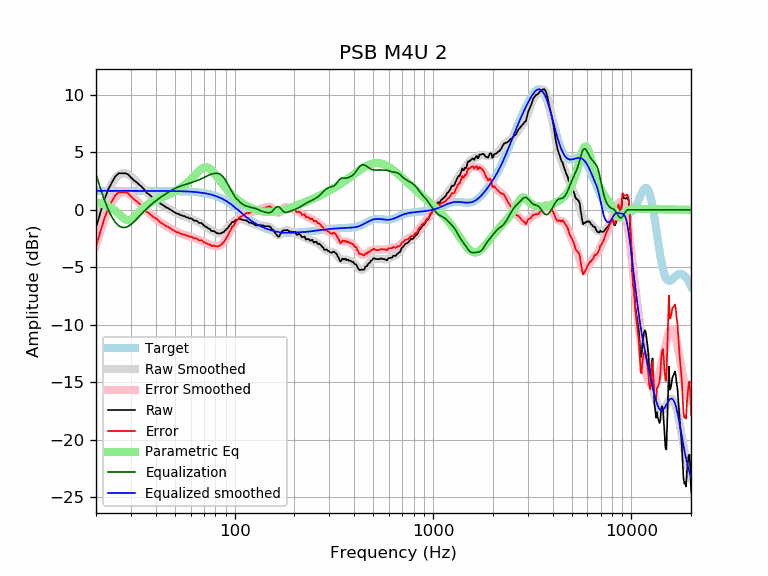 PSB M4U 2
10
5
0
−5
−10
−15
−20
−25
Amplitude (dBr)
Target
Raw Smoothed
Error Smoothed
Raw
Error
Parametric Eq
Equalization
Equalized smoothed
100
1000
10000
Frequency (Hz)